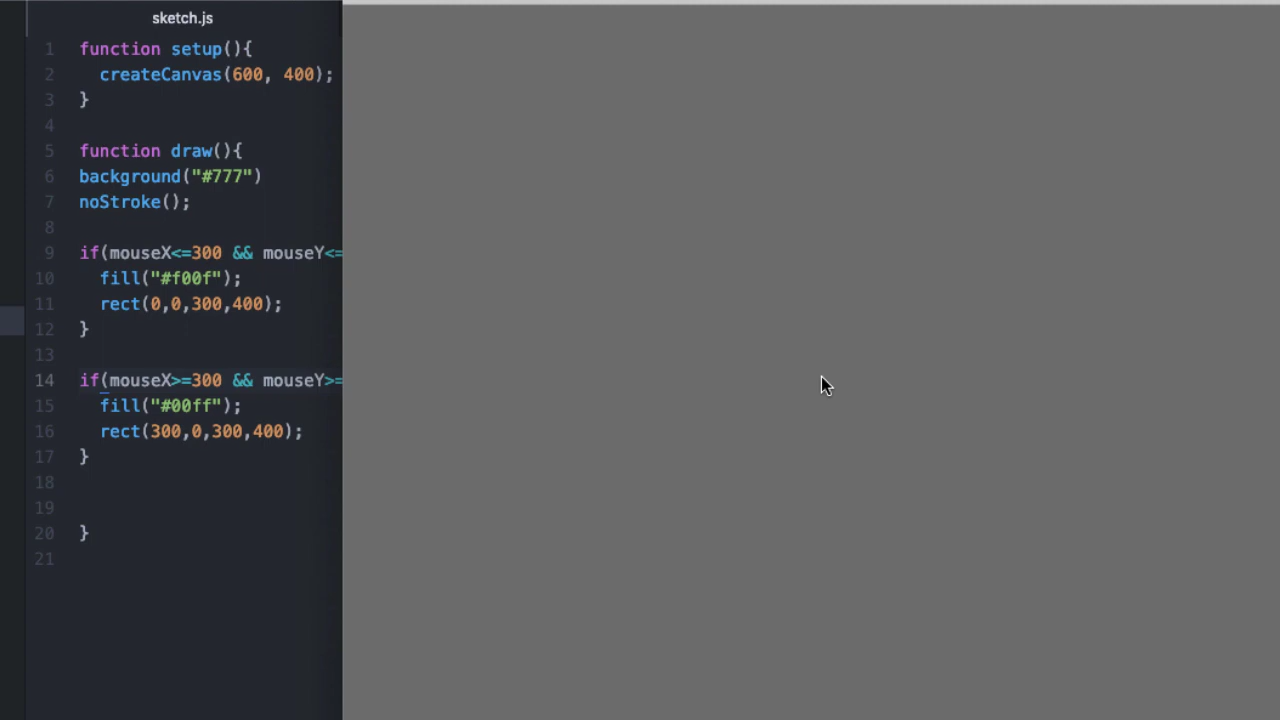 sketch.js
1 function setup(){
2 createCanvas(600, 400);
3 }
4
5 function draw(){
6 background("#777")
7 noStroke();
8
9 if(mouseX<=300 && mouseY<=
10 fill("#f00f");
11 rect(0,0,300,400);
12 }
13
14 if(mouseX>=300 && mouseY>=
15 fill("#00ff");
16 rect(300,0,300,400);
17 }
18
19
20 }
21